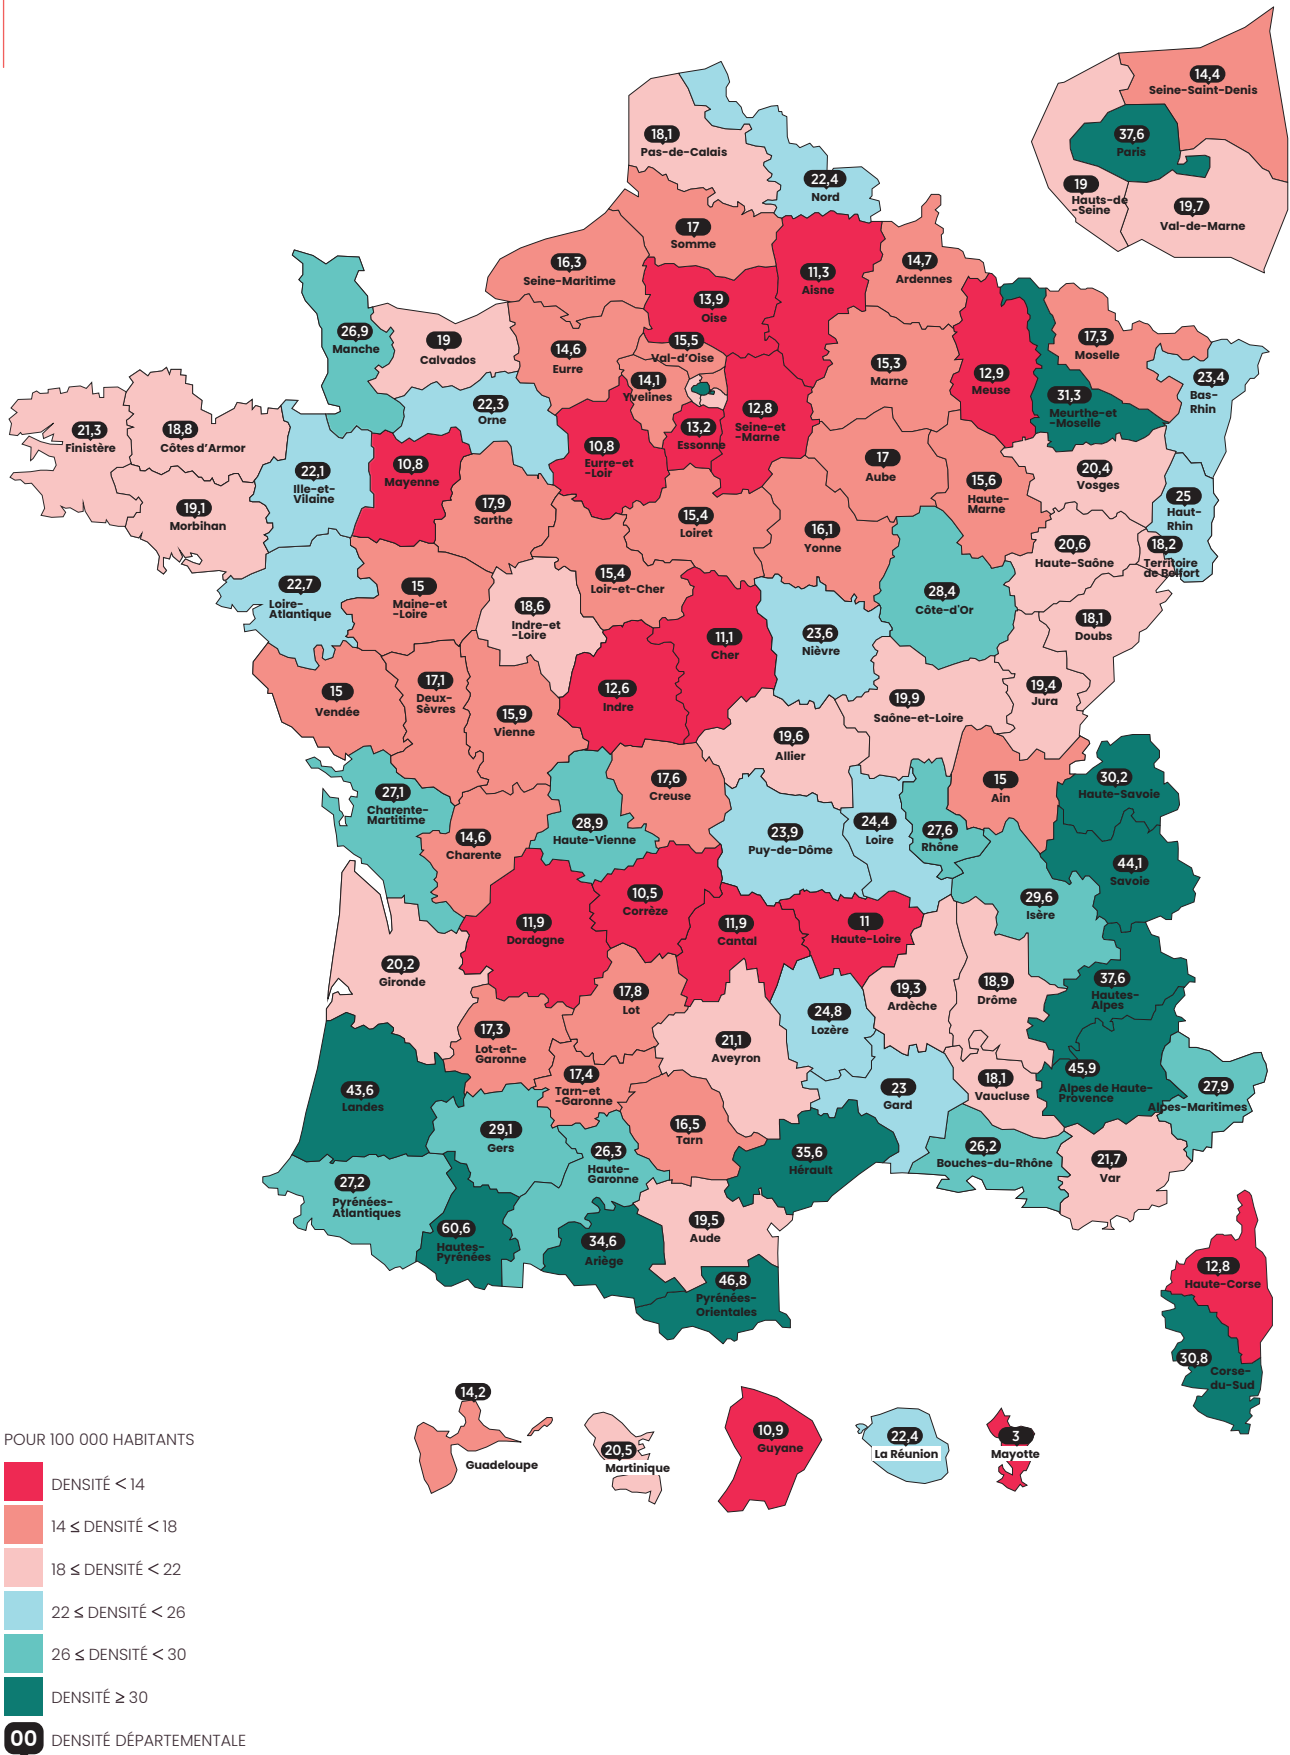 14,4
Seine-Saint-Denis
37,6
Paris
19
Hauts-de
-Seine
19,7
Val-de-Marne
18,1
Pas-de-Calais
22,4
Nord
17
Somme
16,3
Seine-Maritime
11,3
Aisne
14,7
Ardennes
13,9
Oise
26,9
Manche
19
Calvados
14,6
Eurre
15,5
Val-d'Oise
14,1
Yvelines
15,3
Marne
12,9
Meuse
17,3
Moselle
31,3
Meurthe-et
-Moselle
23,4
Bas-
Rhin
12,8
Seine-et
-Marne
13,2
Essonne
22,3
Orne
21,3
Finistère
18,8
Côtes d'Armor
22,1
Ille-et-
Vilaine
10,8
Mayenne
10,8
Eurre-et
-Loir
17
Aube
20,4
Vosges
15,6
Haute-
Marne
25
Haut-
Rhin
19,1
Morbihan
17,9
Sarthe
15,4
Loiret
16,1
Yonne
20,6
Haute-Saône
18,2
Territoire
de Belfort
22,7
Loire-
Atlantique
15
Maine-et
-Loire
18,6
Indre-et
-Loire
15,4
Loir-et-Cher
28,4
Côte-d'Or
18,1
Doubs
11,1
Cher
23,6
Nièvre
15
Vendée
17,1
Deux-
Sèvres
15,9
Vienne
12,6
Indre
19,9
Saône-et-Loire
19,4
Jura
19,6
Allier
27,1
Charente-
Martitime
14,6
Charente
28,9
Haute-Vienne
17,6
Creuse
23,9
Puy-de-Dôme
24,4
Loire
27,6
Rhône
15
Ain
30,2
Haute-Savoie
44,1
Savoie
29,6
Isère
10,5
Corrèze
11,9
Dordogne
11,9
Cantal
11
Haute-Loire
20,2
Gironde
17,8
Lot
19,3
Ardèche
18,9
Drôme
37,6
Hautes-
Alpes
17,3
Lot-et-
Garonne
21,1
Aveyron
24,8
Lozère
43,6
Landes
17,4
Tarn-et
-Garonne
23
Gard
18,1
Vaucluse
45,9
Alpes de Haute-
Provence
27,9
Alpes-Maritimes
29,1
Gers
16,5
Tarn
26,3
Haute-
Garonne
35,6
Hérault
26,2
Bouches-du-Rhône
21,7
Var
27,2
Pyrénées-
Atlantiques
60,6
Hautes-
Pyrénées
34,6
Ariège
19,5
Aude
46,8
Pyrénées-
Orientales
12,8
Haute-Corse
30,8
Corse-
du-Sud
14,2
Guadeloupe
20,5
Martinique
10,9
Guyane
22,4
La Réunion
3
Mayotte
POUR 100 000 HABITANTS
DENSITÉ < 14
14 ≤ DENSITÉ < 18
18 ≤ DENSITÉ < 22
22 ≤ DENSITÉ < 26
26 ≤ DENSITÉ < 30
DENSITÉ ≥ 30
00 DENSITÉ DÉPARTEMENTALE